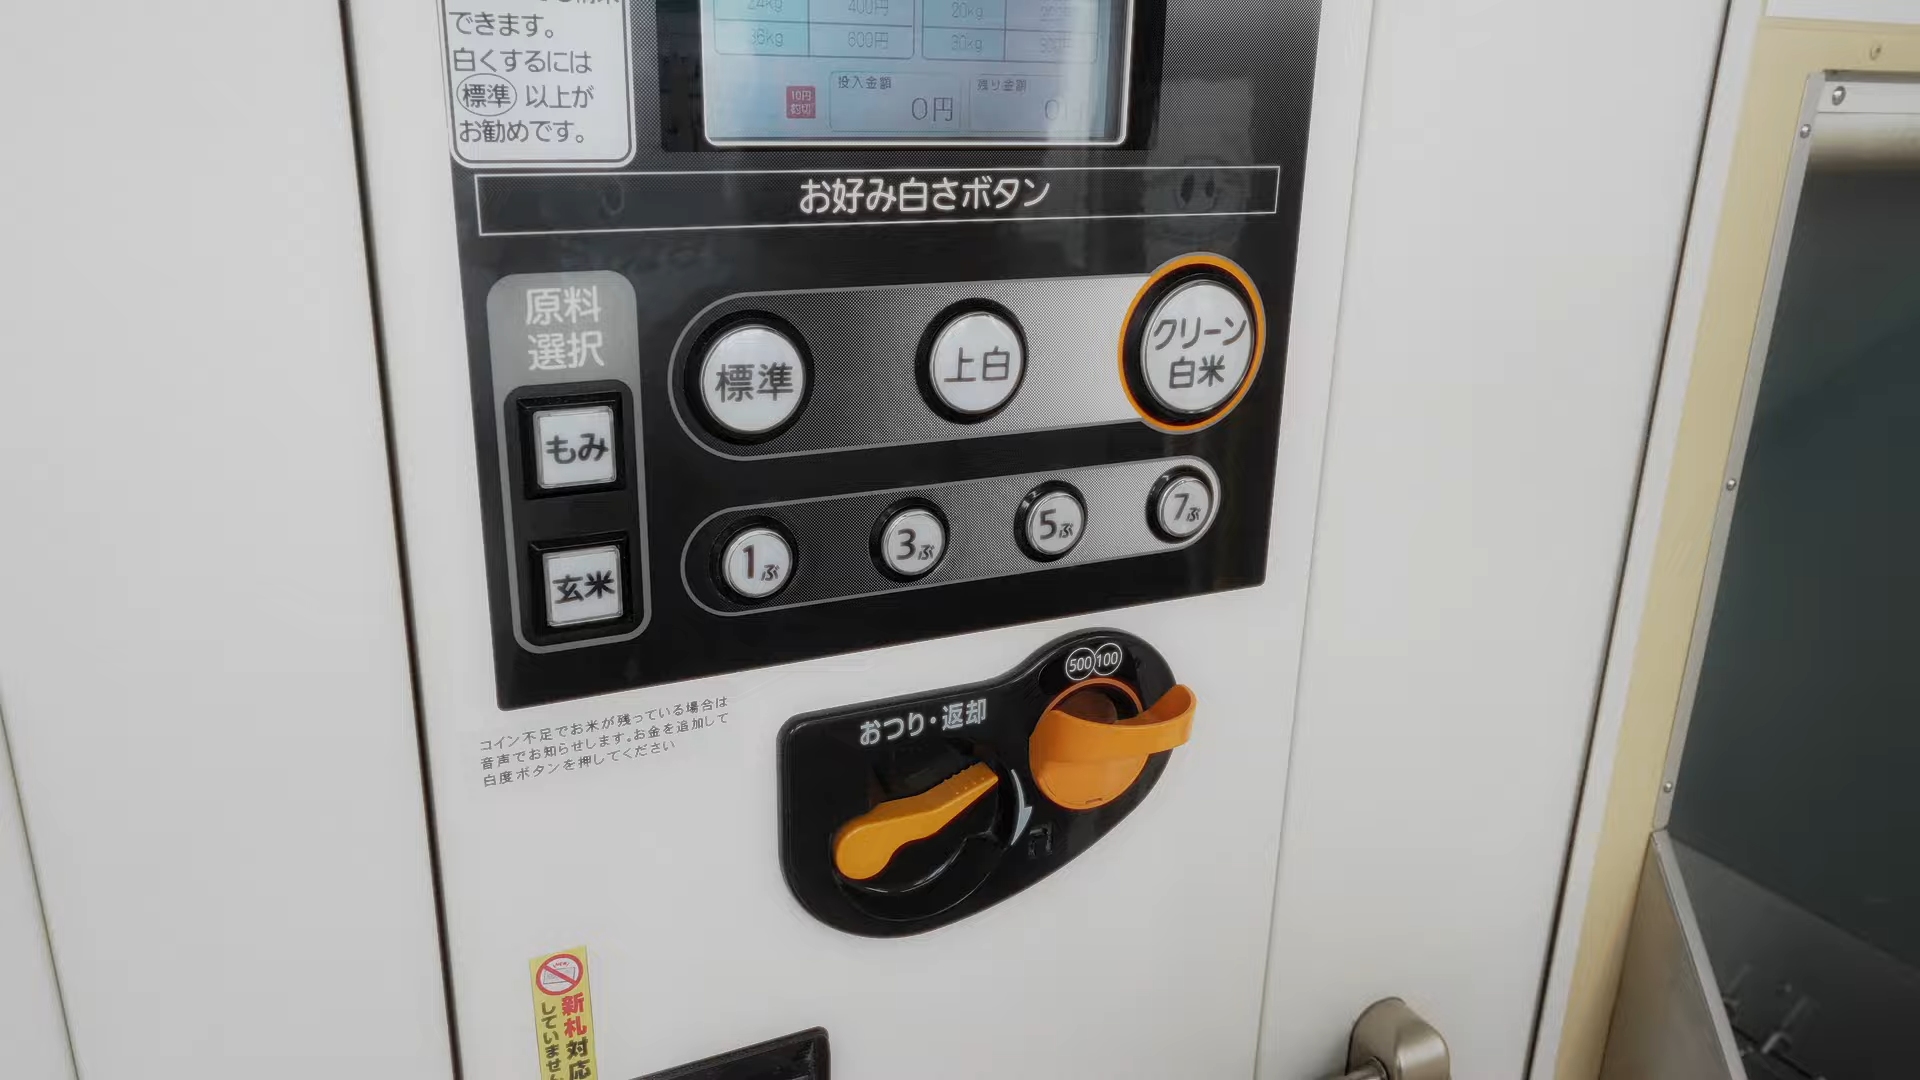 できます。
白くするには
標準 以上が
お勧めです。
24kg 400円 20kg
36kg 600円 30kg 300円
10円
投入金額 残り金額
0円
お好み白さボタン
原料
選択
もみ
玄米
標準
上白
クリーン
白米
1ぶ
3ぶ
5ぶ
7ぶ
コイン不足でお米が残っている場合は
音声でお知らせします。お金を追加して
白度ボタンを押してください
500 100
おつり・返却
新札対応
していません